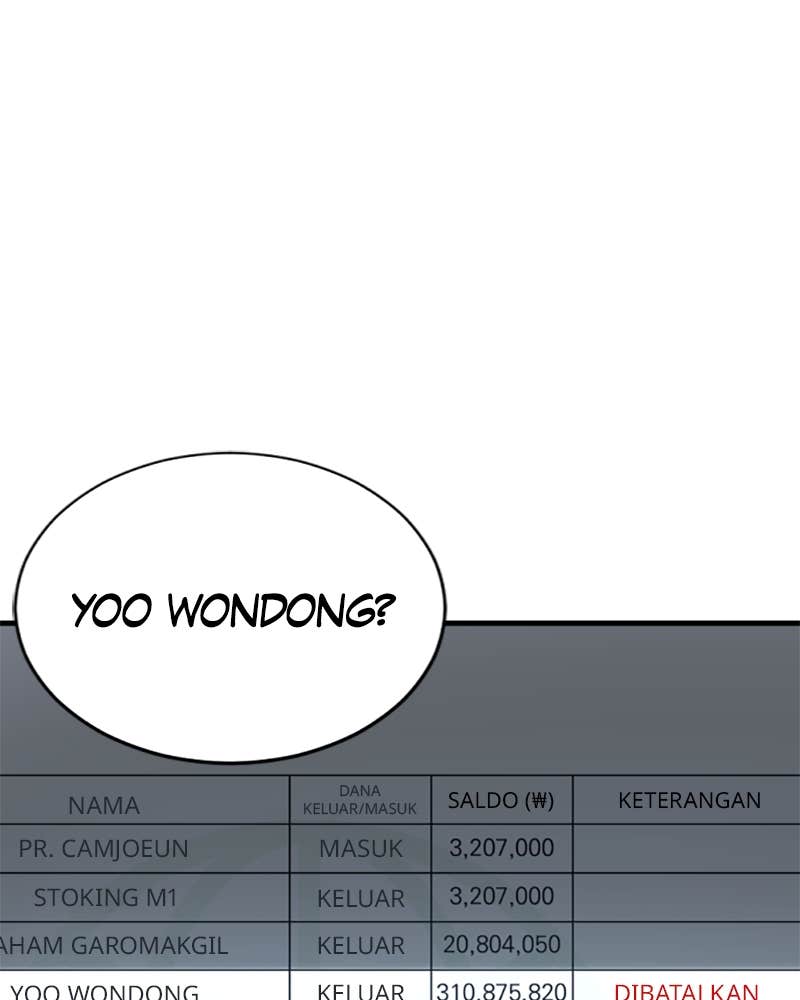 YOO WONDONG?
NAMA DANA KELUAR/MASUK SALDO (₩) KETERANGAN
PR. CAMJOEUN MASUK 3,207,000
STOKING M1 KELUAR 3,207,000
AHAM GAROMAKGIL KELUAR 20,804,050
YOO WONDONG KELUAR 310,875,820 DIBATALKAN